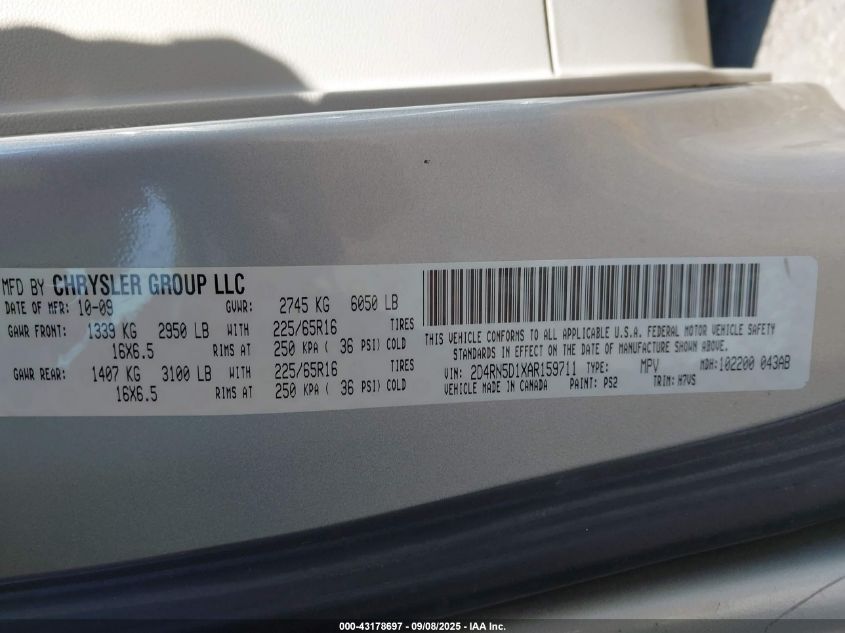 MFD BY CHRYSLER GROUP LLC
DATE OF MFR: 10-09 GVWR: 2745 KG 6050 LB
GAWR FRONT: 1339 KG 2950 LB WITH 225/65R16 TIRES
16X6.5 RIMS AT 250 KPA ( 36 PSI) COLD
GAWR REAR: 1407 KG 3100 LB WITH 225/65R16 TIRES
16X6.5 RIMS AT 250 KPA ( 36 PSI) COLD
THIS VEHICLE CONFORMS TO ALL APPLICABLE U.S.A. FEDERAL MOTOR VEHICLE SAFETY
STANDARDS IN EFFECT ON THE DATE OF MANUFACTURE SHOWN ABOVE.
VIN: 2D4RN5D1XAR159711 TYPE: MPV MDH:102200 043AB
VEHICLE MADE IN CANADA PAINT: PS2 TRIM: H7VS
000-43178697 - 09/08/2025 - IAA Inc.